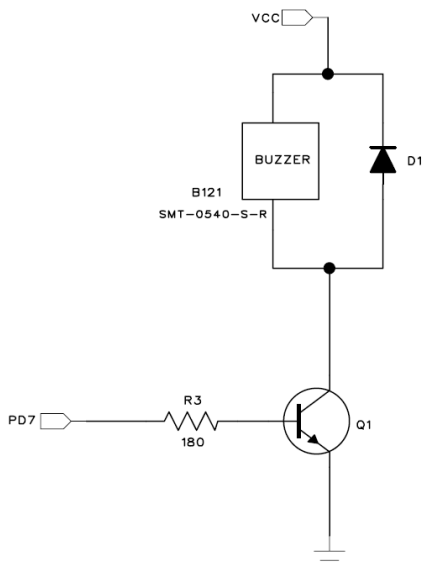 VCC
BUZZER
D1
B121
SMT-0540-S-R
R3
PD7
180
Q1